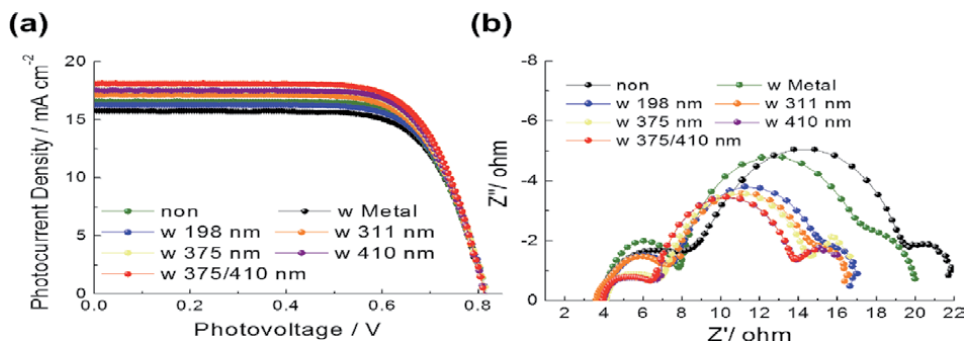 (a)
Photocurrent Density / mA cm-2
20
15
10
5
0
non
w Metal
w 198 nm
w 311 nm
w 375 nm
w 410 nm
w 375/410 nm
0.0 0.2 0.4 0.6 0.8
Photovoltage / V
(b)
Z"/ ohm
-8
-6
-4
-2
0
non
w Metal
w 198 nm
w 311 nm
w 375 nm
w 410 nm
w 375/410 nm
2 4 6 8 10 12 14 16 18 20 22
Z'/ ohm